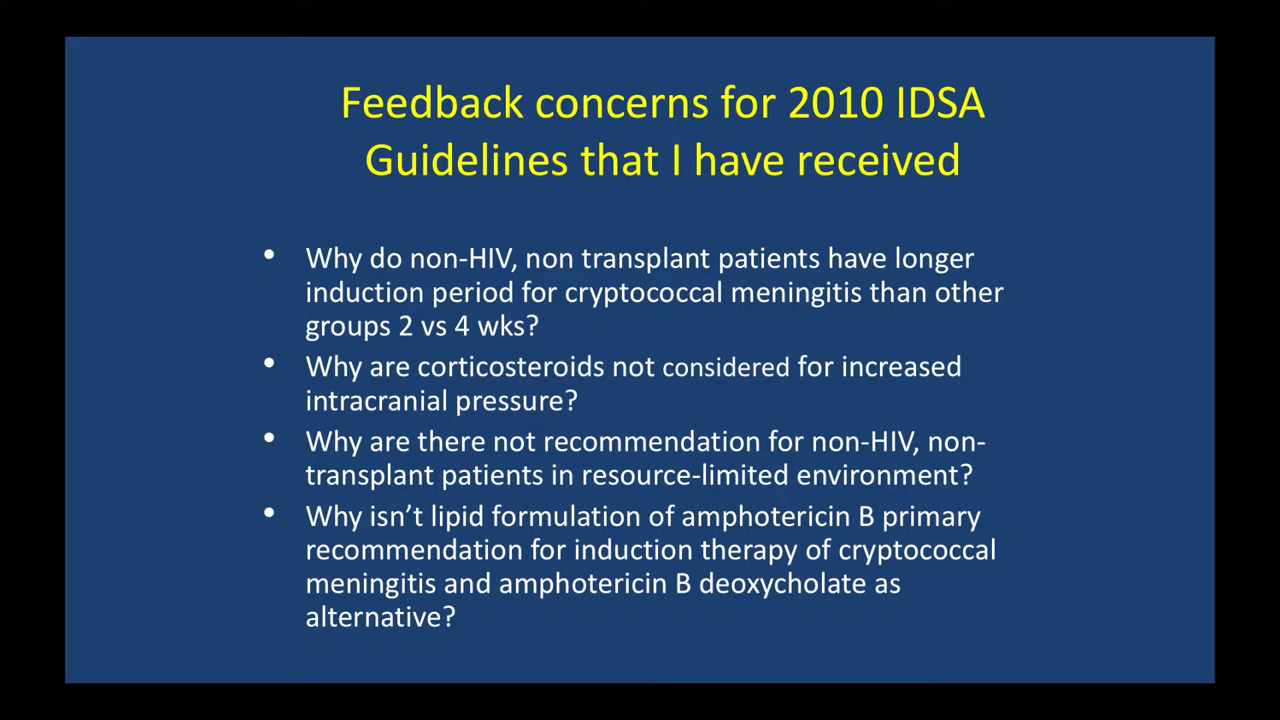 Feedback concerns for 2010 IDSA
Guidelines that I have received
• Why do non-HIV, non transplant patients have longer
induction period for cryptococcal meningitis than other
groups 2 vs 4 wks?
• Why are corticosteroids not considered for increased
intracranial pressure?
• Why are there not recommendation for non-HIV, non-
transplant patients in resource-limited environment?
• Why isn’t lipid formulation of amphotericin B primary
recommendation for induction therapy of cryptococcal
meningitis and amphotericin B deoxycholate as
alternative?